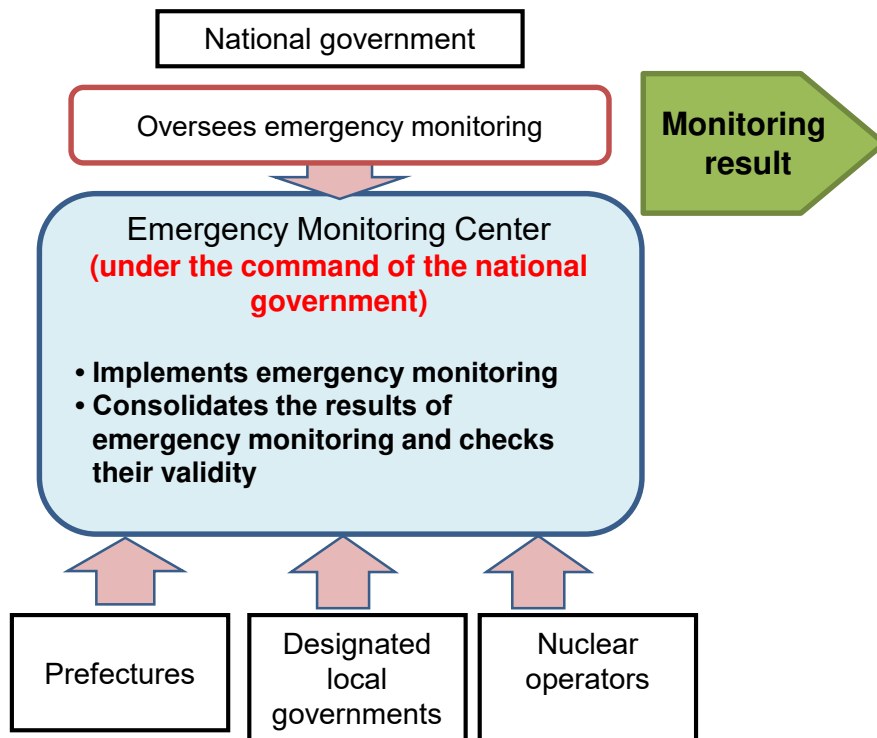 National government
Oversees emergency monitoring
Monitoring
result
Emergency Monitoring Center
(under the command of the national
government)
• Implements emergency monitoring
• Consolidates the results of
emergency monitoring and checks
their validity
Prefectures
Designated
local
governments
Nuclear
operators